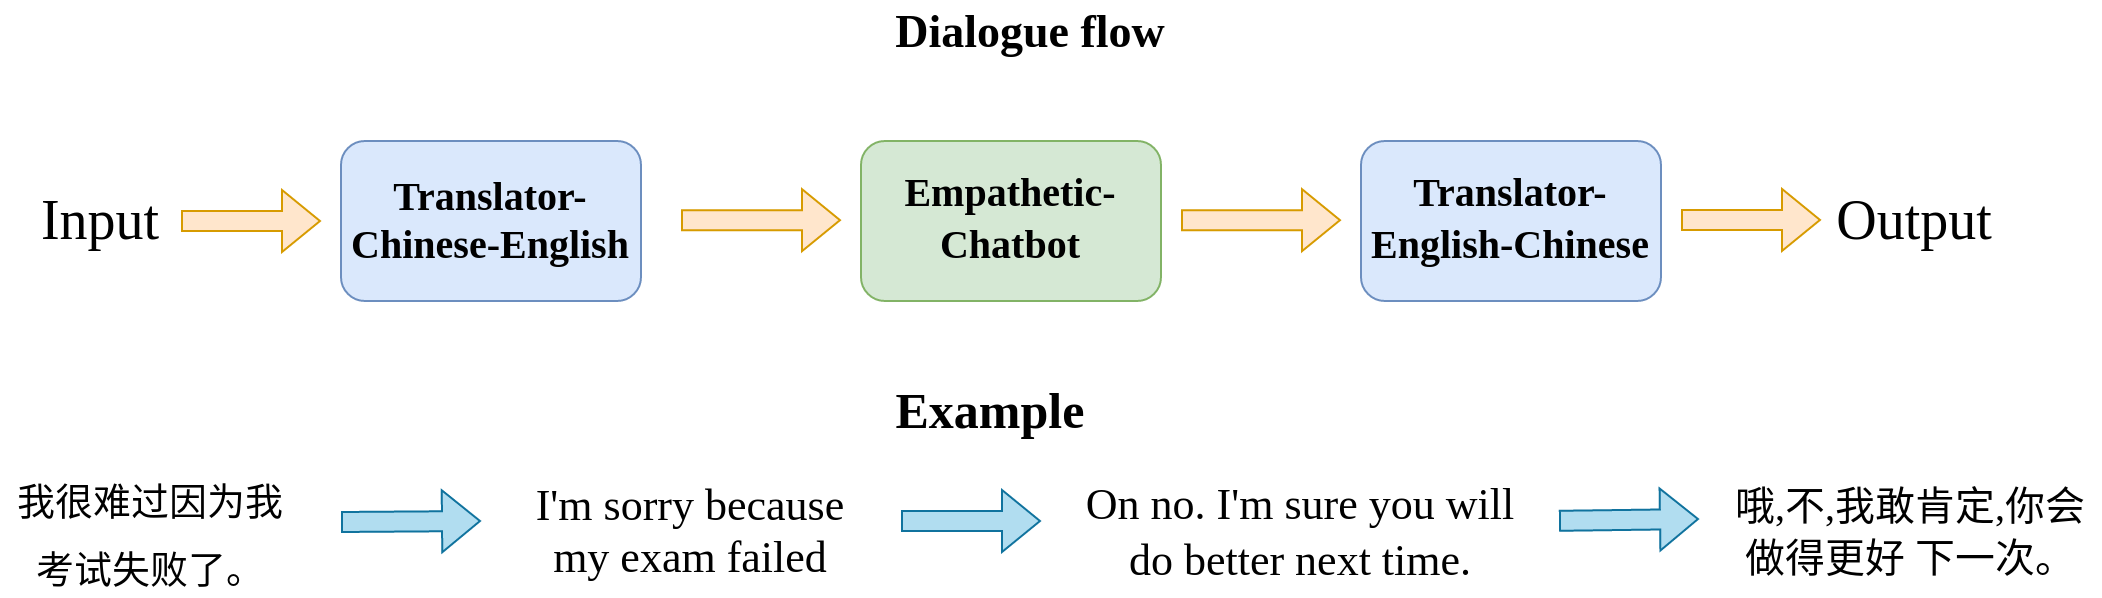 Dialogue flow
Input
Translator-
Chinese-English
Empathetic-
Chatbot
Translator-
English-Chinese
Output
Example
我很难过因为我
考试失败了。
I'm sorry because
my exam failed
On no. I'm sure you will
do better next time.
哦,不,我敢肯定,你会
做得更好 下一次。